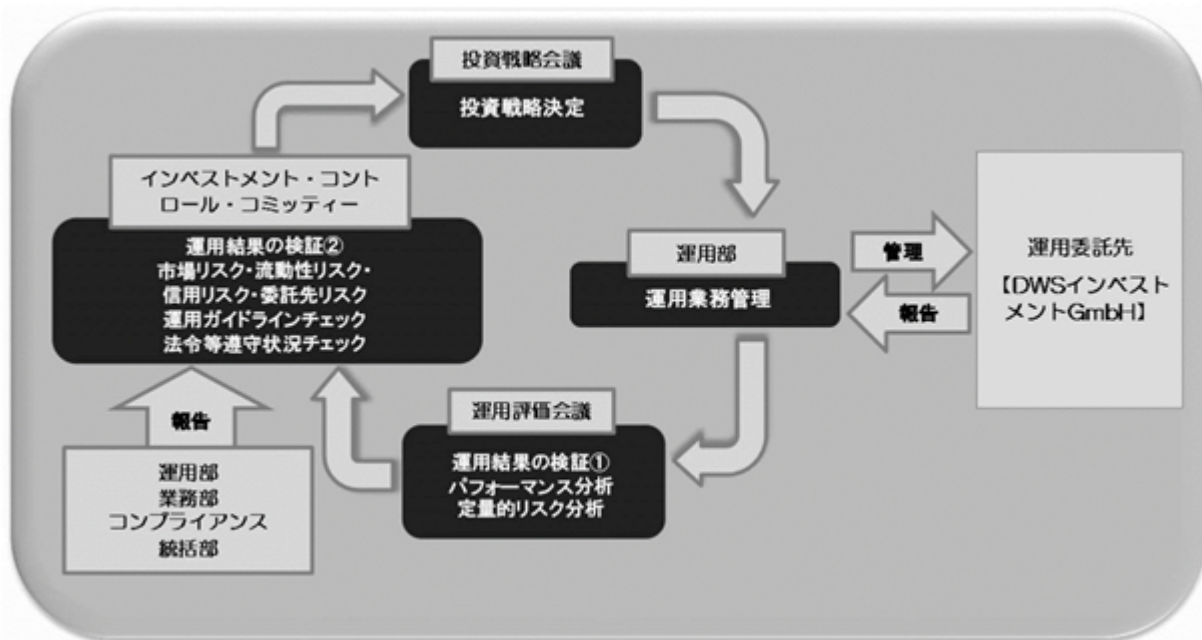 投資戦略会議
投資戦略決定
インベストメント・コント
ロール・コミッティー
運用結果の検証②
市場リスク・流動性リスク・
信用リスク・委託先リスク
運用ガイドラインチェック
法令等遵守状況チェック
運用部
運用業務管理
管理
報告
運用委託先
【DWSインベスト
メントGmbH】
運用評価会議
運用結果の検証①
パフォーマンス分析
定量的リスク分析
報告
運用部
業務部
コンプライアンス
統括部